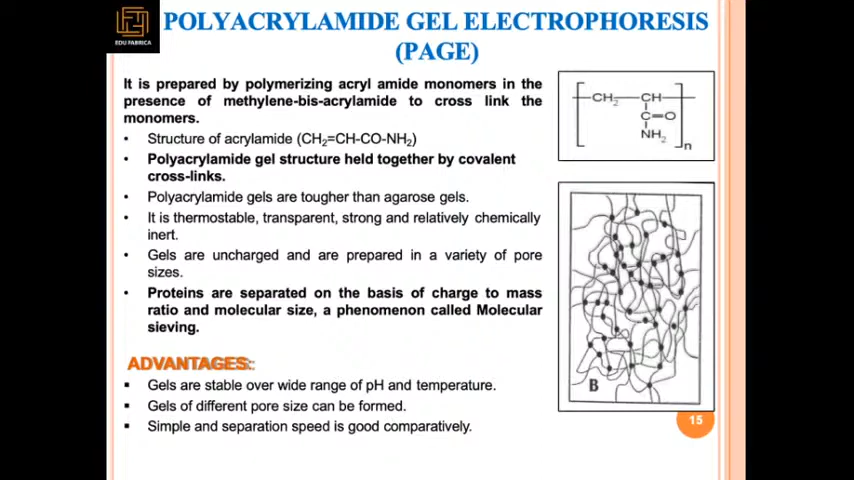 EDU FABRICA
POLYACRYLAMIDE GEL ELECTROPHORESIS
(PAGE)
It is prepared by polymerizing acryl amide monomers in the
presence of methylene-bis-acrylamide to cross link the
monomers.
• Structure of acrylamide (CH₂=CH-CO-NH₂)
• Polyacrylamide gel structure held together by covalent
cross-links.
• Polyacrylamide gels are tougher than agarose gels.
• It is thermostable, transparent, strong and relatively chemically
inert.
• Gels are uncharged and are prepared in a variety of pore
sizes.
• Proteins are separated on the basis of charge to mass
ratio and molecular size, a phenomenon called Molecular
sieving.
ADVANTAGES:
▪ Gels are stable over wide range of pH and temperature.
▪ Gels of different pore size can be formed.
▪ Simple and separation speed is good comparatively.
CH₂ CH
C=O
NH₂
n
B
15